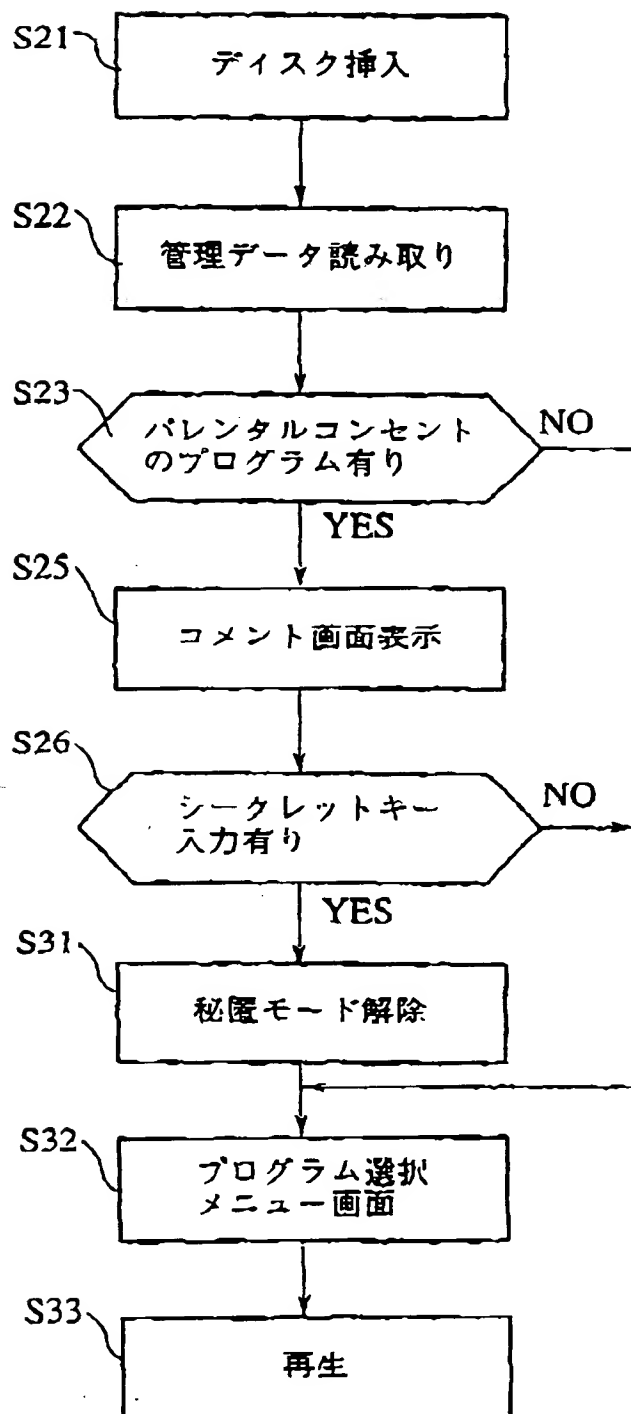 S21
ディスク挿入
S22
管理データ読み取り
S23
パレンタルコンセント
のプログラム有り
NO
YES
S25
コメント画面表示
S26
シークレットキー
入力有り
NO
YES
S31
秘匿モード解除
S32
プログラム選択
メニュー画面
S33
再生